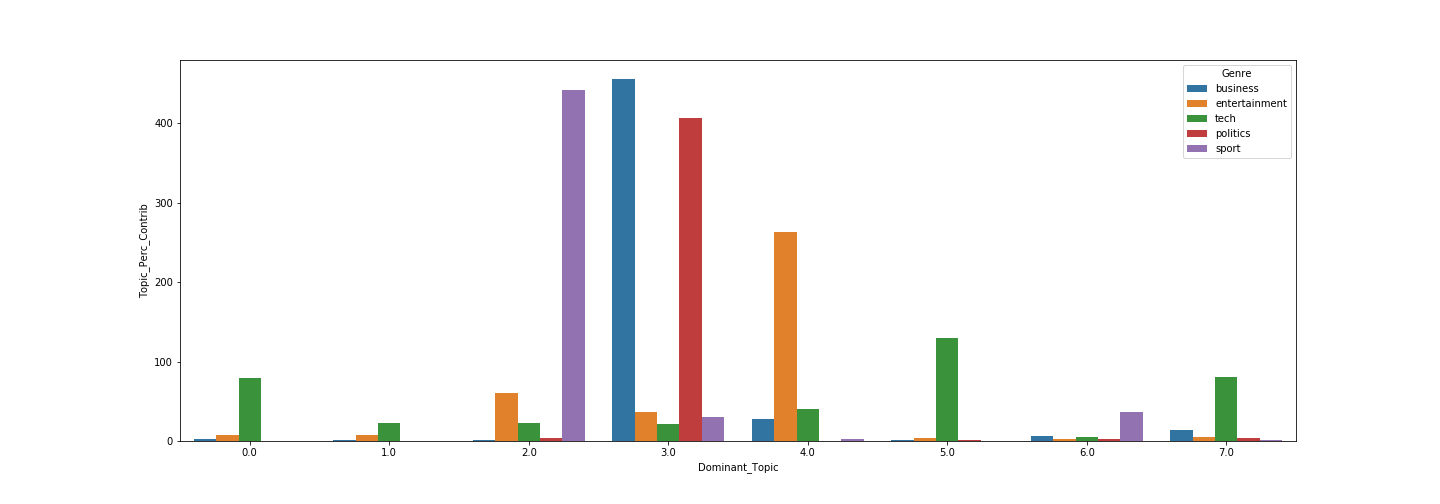 Genre
business
entertainment
tech
politics
sport
Topic_Perc_Contrib
400
300
200
100
0
0.0 1.0 2.0 3.0 4.0 5.0 6.0 7.0
Dominant_Topic